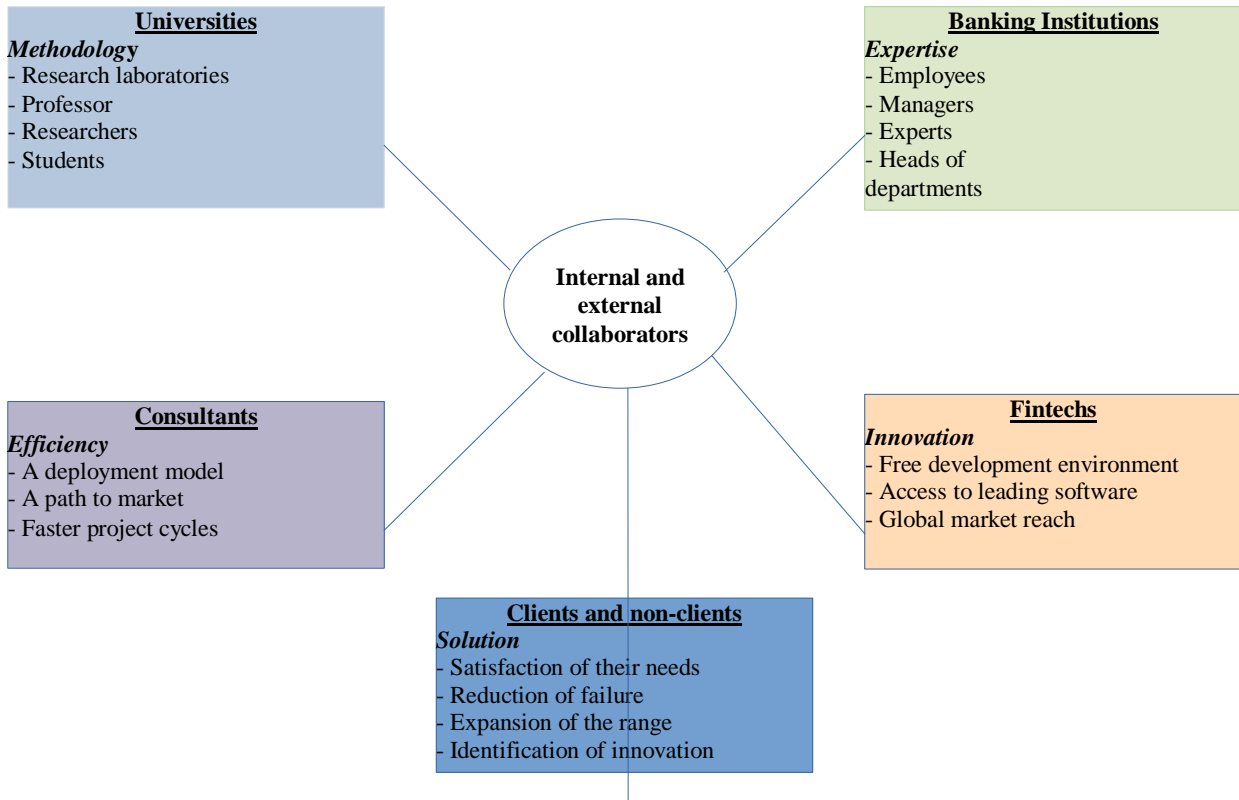 Universities
Methodology
- Research laboratories
- Professor
- Researchers
- Students
Banking Institutions
Expertise
- Employees
- Managers
- Experts
- Heads of
departments
Internal and
external
collaborators
Consultants
Efficiency
- A deployment model
- A path to market
- Faster project cycles
Fintechs
Innovation
- Free development environment
- Access to leading software
- Global market reach
Clients and non-clients
Solution
- Satisfaction of their needs
- Reduction of failure
- Expansion of the range
- Identification of innovation